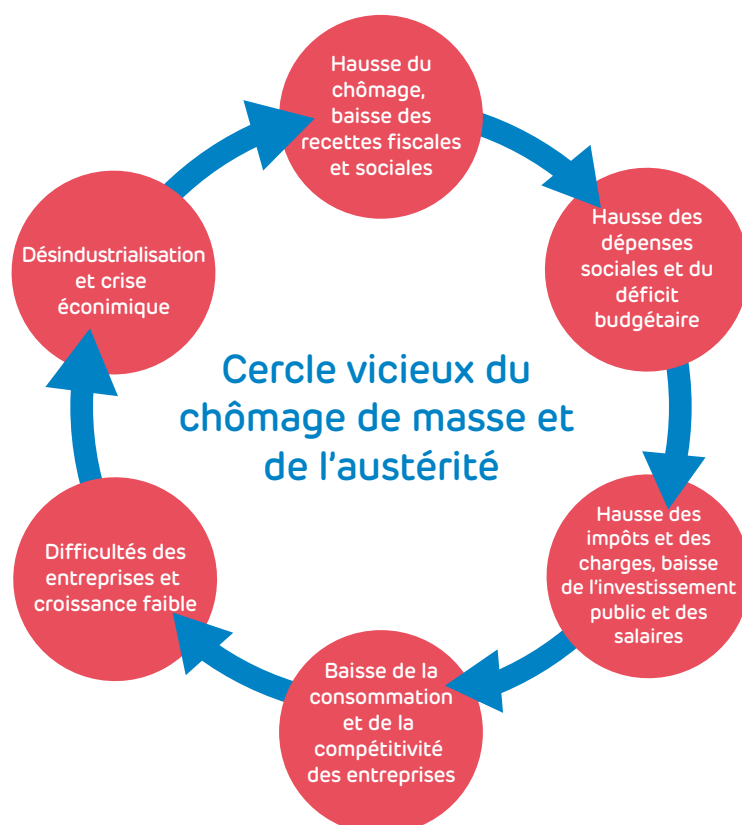 Hausse du
chômage,
baisse des
recettes fiscales
et sociales
Hausse des
dépenses
sociales et du
déficit
budgétaire
Hausse des
impôts et des
charges, baisse
de l'investissement
public et des
salaires
Baisse de la
consommation
et de la
compétitivité
des entreprises
Difficultés des
entreprises et
croissance faible
Désindustrialisation
et crise
éconimique
Cercle vicieux du
chômage de masse et
de l'austérité